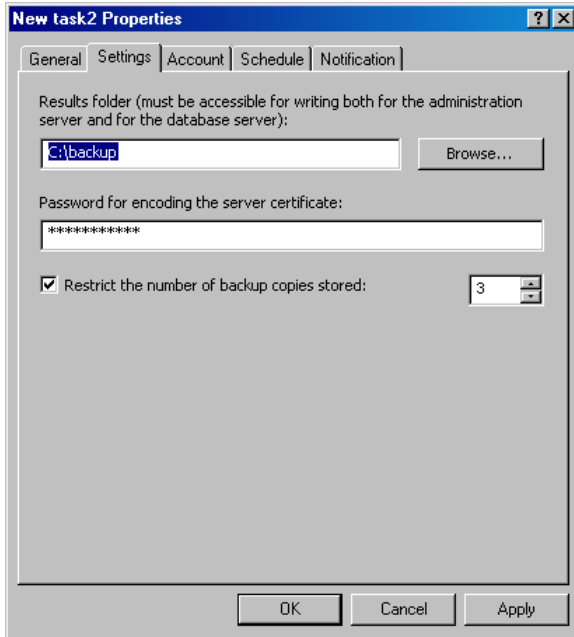 New task2 Properties
General Settings Account Schedule Notification
Results folder (must be accessible for writing both for the administration
server and for the database server):
C:\backup Browse...
Password for encoding the server certificate:
***********
Restrict the number of backup copies stored: 3
OK Cancel Apply